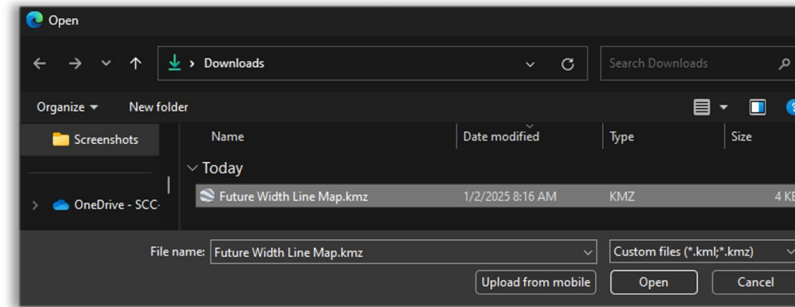 Open
Downloads
Search Downloads
Organize
New folder
Screenshots
Name
Date modified
Type
Size
Today
Future Width Line Map.kmz
1/2/2025 8:16 AM
KMZ
4 KB
OneDrive - SCC-
File name:
Future Width Line Map.kmz
Custom files (*.kml;*.kmz)
Upload from mobile
Open
Cancel